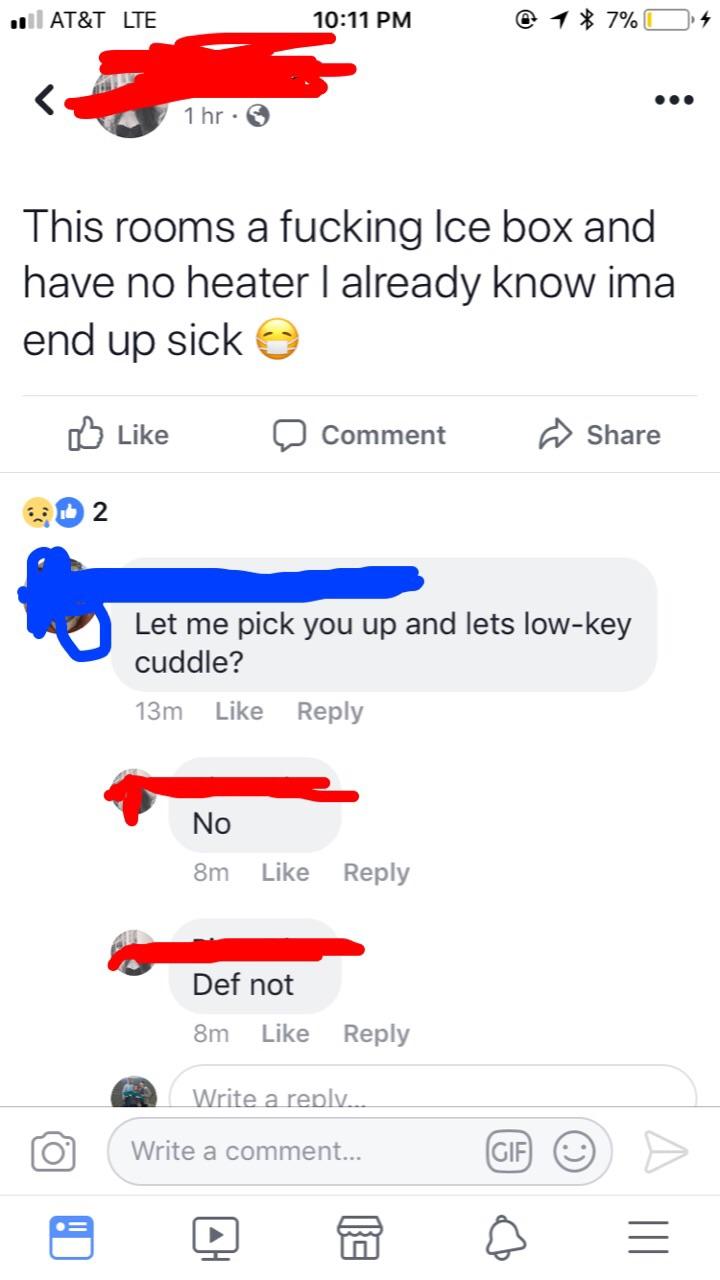 AT&T LTE 10:11 PM 7%
1 hr ·
This rooms a fucking Ice box and
have no heater I already know ima
end up sick 😷
Like Comment Share
2
Let me pick you up and lets low-key
cuddle?
13m Like Reply
No
8m Like Reply
Def not
8m Like Reply
Write a reply...
Write a comment... GIF